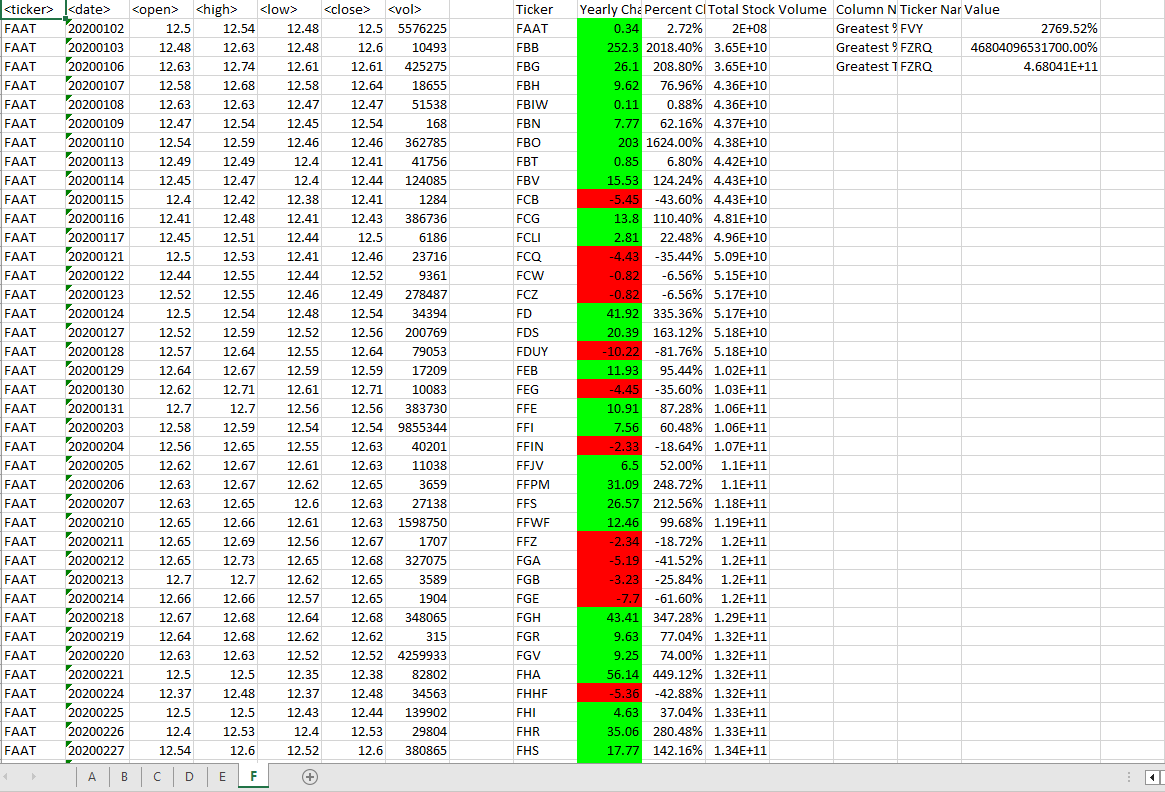 <ticker> <date> <open> <high> <low> <close> <vol> Ticker Yearly Cha Percent C Total Stock Volume Column N Ticker Nar Value
FAAT 20200102 12.5 12.54 12.48 12.5 5576225 FAAT 0.34 2.72% 2E+08 Greatest % FVY 2769.52%
FAAT 20200103 12.48 12.63 12.48 12.6 10493 FBB 252.3 2018.40% 3.65E+10 Greatest % FZRQ 46804096531700.00%
FAAT 20200106 12.63 12.74 12.61 12.61 425275 FBG 26.1 208.80% 3.65E+10 Greatest T FZRQ 4.68041E+11
FAAT 20200107 12.58 12.68 12.58 12.64 18655 FBH 9.62 76.96% 4.36E+10
FAAT 20200108 12.63 12.63 12.47 12.47 51538 FBIW 0.11 0.88% 4.36E+10
FAAT 20200109 12.47 12.54 12.45 12.54 168 FBN 7.77 62.16% 4.37E+10
FAAT 20200110 12.54 12.59 12.46 12.46 362785 FBO 203 1624.00% 4.38E+10
FAAT 20200113 12.49 12.49 12.4 12.41 41756 FBT 0.85 6.80% 4.42E+10
FAAT 20200114 12.45 12.47 12.4 12.44 124085 FBV 15.53 124.24% 4.43E+10
FAAT 20200115 12.4 12.42 12.38 12.41 1284 FCB -5.45 -43.60% 4.43E+10
FAAT 20200116 12.41 12.48 12.41 12.43 386736 FCG 13.8 110.40% 4.81E+10
FAAT 20200117 12.45 12.51 12.44 12.5 6186 FCLI 2.81 22.48% 4.96E+10
FAAT 20200121 12.5 12.53 12.41 12.46 23716 FCQ -4.43 -35.44% 5.09E+10
FAAT 20200122 12.44 12.55 12.44 12.52 9361 FCW -0.82 -6.56% 5.15E+10
FAAT 20200123 12.52 12.55 12.46 12.49 278487 FCZ -0.82 -6.56% 5.17E+10
FAAT 20200124 12.5 12.54 12.48 12.54 34394 FD 41.92 335.36% 5.17E+10
FAAT 20200127 12.52 12.59 12.52 12.56 200769 FDS 20.39 163.12% 5.18E+10
FAAT 20200128 12.57 12.64 12.55 12.64 79053 FDUY -10.22 -81.76% 5.18E+10
FAAT 20200129 12.64 12.67 12.59 12.59 17209 FEB 11.93 95.44% 1.02E+11
FAAT 20200130 12.62 12.71 12.61 12.71 10083 FEG -4.45 -35.60% 1.03E+11
FAAT 20200131 12.7 12.7 12.56 12.56 383730 FFE 10.91 87.28% 1.06E+11
FAAT 20200203 12.58 12.59 12.54 12.54 9855344 FFI 7.56 60.48% 1.06E+11
FAAT 20200204 12.56 12.65 12.55 12.63 40201 FFIN -2.33 -18.64% 1.07E+11
FAAT 20200205 12.62 12.67 12.61 12.63 11038 FFJV 6.5 52.00% 1.1E+11
FAAT 20200206 12.63 12.67 12.62 12.65 3659 FFPM 31.09 248.72% 1.1E+11
FAAT 20200207 12.63 12.65 12.6 12.63 27138 FFS 26.57 212.56% 1.18E+11
FAAT 20200210 12.65 12.66 12.61 12.63 1598750 FFWF 12.46 99.68% 1.19E+11
FAAT 20200211 12.65 12.69 12.56 12.67 1707 FFZ -2.34 -18.72% 1.2E+11
FAAT 20200212 12.65 12.73 12.65 12.68 327075 FGA -5.19 -41.52% 1.2E+11
FAAT 20200213 12.7 12.7 12.62 12.65 3589 FGB -3.23 -25.84% 1.2E+11
FAAT 20200214 12.66 12.66 12.57 12.65 1904 FGE -7.7 -61.60% 1.2E+11
FAAT 20200218 12.67 12.68 12.64 12.68 348065 FGH 43.41 347.28% 1.29E+11
FAAT 20200219 12.64 12.68 12.62 12.62 315 FGR 9.63 77.04% 1.32E+11
FAAT 20200220 12.63 12.63 12.52 12.52 4259933 FGV 9.25 74.00% 1.32E+11
FAAT 20200221 12.5 12.5 12.35 12.38 82802 FHA 56.14 449.12% 1.32E+11
FAAT 20200224 12.37 12.48 12.37 12.48 34563 FHHF -5.36 -42.88% 1.32E+11
FAAT 20200225 12.5 12.5 12.43 12.44 139902 FHI 4.63 37.04% 1.33E+11
FAAT 20200226 12.4 12.53 12.4 12.53 29804 FHR 35.06 280.48% 1.33E+11
FAAT 20200227 12.54 12.6 12.52 12.6 380865 FHS 17.77 142.16% 1.34E+11
A B C D E F